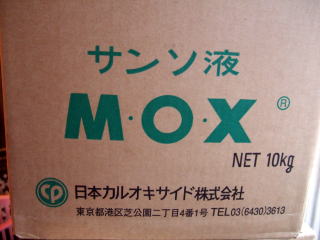 サンソ液
M・O・X ®
NET 10kg
CP 日本カルオキサイド株式会社
東京都港区芝公園二丁目4番1号 TEL03(6430)3613